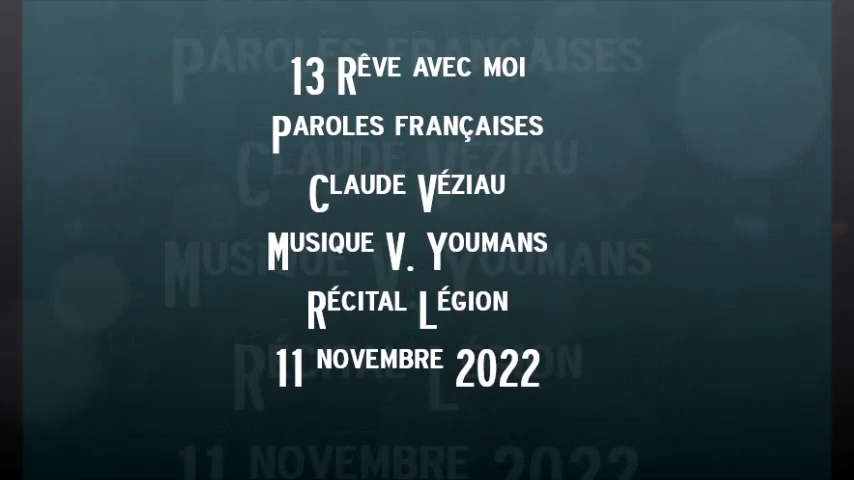 13 Rêve avec moi
Paroles françaises
Claude Véziau
Musique V. Youmans
Récital Légion
11 novembre 2022